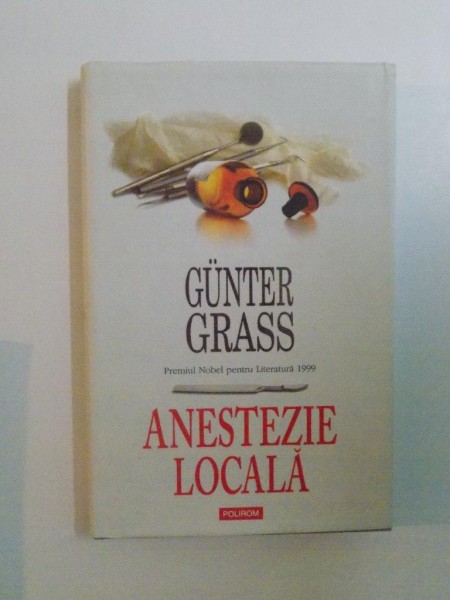 GÜNTER
GRASS
Premiul Nobel pentru Literatură 1999
ANESTEZIE
LOCALĂ
POLIROM